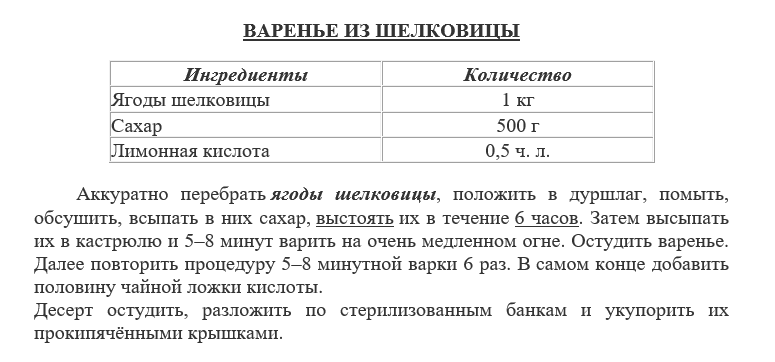 ВАРЕНЬЕ ИЗ ШЕЛКОВИЦЫ
Ингредиенты Количество
Ягоды шелковицы 1 кг
Сахар 500 г
Лимонная кислота 0,5 ч. л.
Аккуратно перебрать ягоды шелковицы, положить в дуршлаг, помыть,
обсушить, всыпать в них сахар, выстоять их в течение 6 часов. Затем высыпать
их в кастрюлю и 5–8 минут варить на очень медленном огне. Остудить варенье.
Далее повторить процедуру 5–8 минутной варки 6 раз. В самом конце добавить
половину чайной ложки кислоты.
Десерт остудить, разложить по стерилизованным банкам и укупорить их
прокипячёнными крышками.